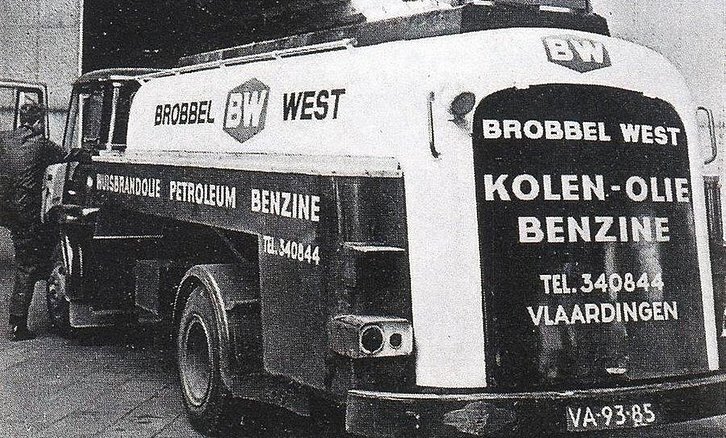 BROBBEL BW WEST
HUISBRANDOLIE PETROLEUM BENZINE
TEL. 340844
BW
BROBBEL WEST
KOLEN-OLIE
BENZINE
TEL. 340844
VLAARDINGEN
VA-93-85